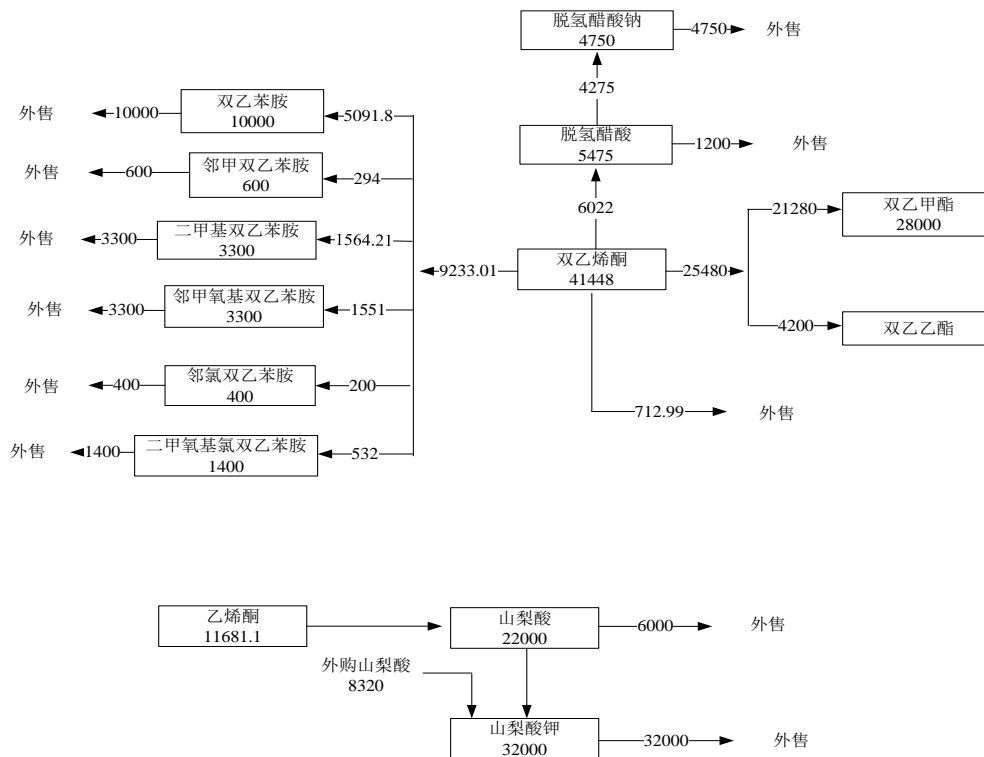 脱氢醋酸钠
4750
4750
外售
4275
外售
10000
双乙苯胺
10000
5091.8
脱氢醋酸
5475
1200
外售
外售
600
邻甲双乙苯胺
600
294
6022
外售
3300
二甲基双乙苯胺
3300
1564.21
21280
双乙甲酯
28000
9233.01
双乙烯酮
41448
25480
外售
3300
邻甲氧基双乙苯胺
3300
1551
4200
双乙乙酯
外售
400
邻氯双乙苯胺
400
200
712.99
外售
外售
1400
二甲氧基氯双乙苯胺
1400
532
乙烯酮
11681.1
山梨酸
22000
6000
外售
外购山梨酸
8320
山梨酸钾
32000
32000
外售